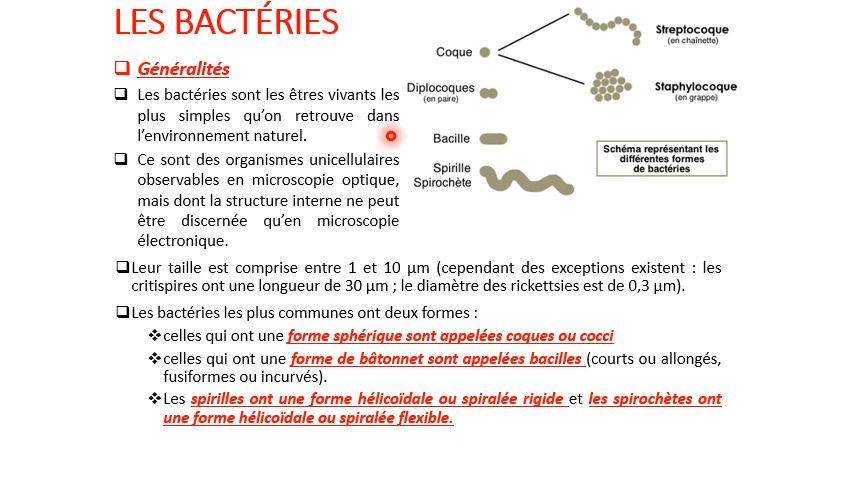 LES BACTÉRIES
Généralités
Les bactéries sont les êtres vivants les
plus simples qu'on retrouve dans
l'environnement naturel.
Ce sont des organismes unicellulaires
observables en microscopie optique,
mais dont la structure interne ne peut
être discernée qu'en microscopie
électronique.
Coque
Streptocoque
(en chaînette)
Staphylocoque
(en grappe)
Diplocoques
(en paire)
Bacille
Spirille
Spirochète
Schéma représentant les
différentes formes
de bactéries
Leur taille est comprise entre 1 et 10 µm (cependant des exceptions existent : les
critispires ont une longueur de 30 µm ; le diamètre des rickettsies est de 0,3 µm).
Les bactéries les plus communes ont deux formes :
celles qui ont une forme sphérique sont appelées coques ou cocci
celles qui ont une forme de bâtonnet sont appelées bacilles (courts ou allongés,
fusiformes ou incurvés).
Les spirilles ont une forme hélicoïdale ou spiralée rigide et les spirochètes ont
une forme hélicoïdale ou spiralée flexible.